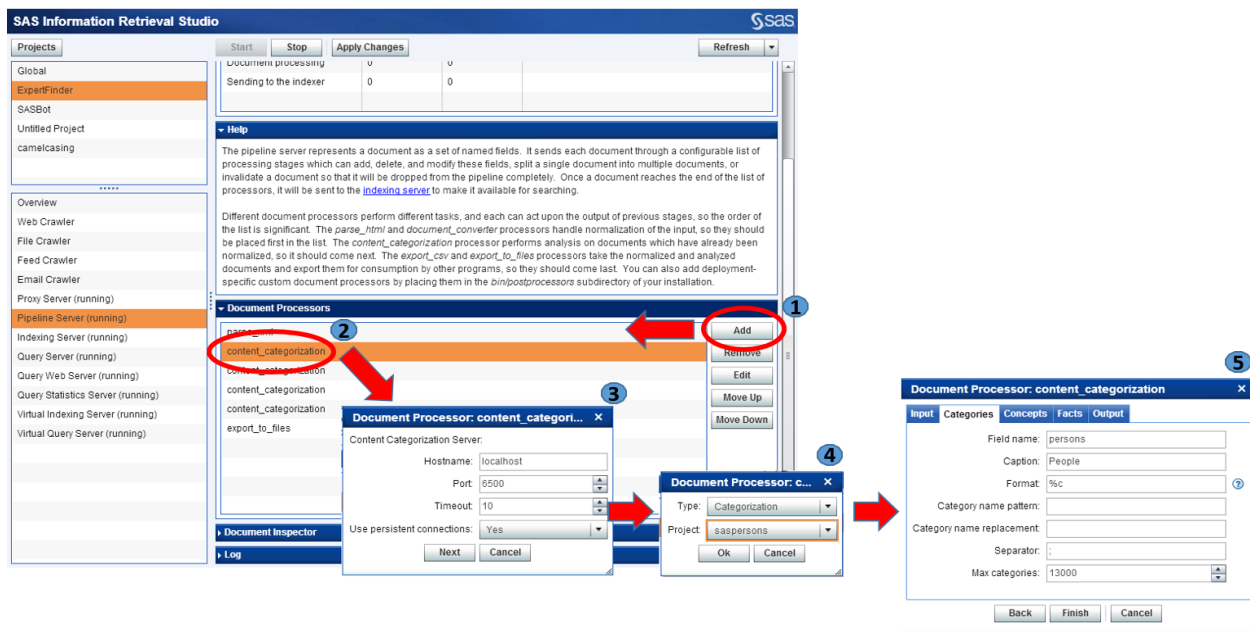 SAS Information Retrieval Studio
sas
Projects
Start Stop Apply Changes Refresh
Global
ExpertFinder
SASBot
Untitled Project
camelcasing
Overview
Web Crawler
File Crawler
Feed Crawler
Email Crawler
Proxy Server (running)
Pipeline Server (running)
Indexing Server (running)
Query Server (running)
Query Web Server (running)
Query Statistics Server (running)
Virtual Indexing Server (running)
Virtual Query Server (running)
Document processing 0 0
Sending to the indexer 0 0
Help
The pipeline server represents a document as a set of named fields. It sends each document through a configurable list of
processing stages which can add, delete, and modify these fields, split a single document into multiple documents, or
invalidate a document so that it will be dropped from the pipeline completely. Once a document reaches the end of the list of
processors, it will be sent to the indexing server to make it available for searching.
Different document processors perform different tasks, and each can act upon the output of previous stages, so the order of
the list is significant. The parse_html and document_converter processors handle normalization of the input, so they should
be placed first in the list. The content_categorization processor performs analysis on documents which have already been
normalized, so it should come next. The export_csv and export_to_files processors take the normalized and analyzed
documents and export them for consumption by other programs, so they should come last. You can also add deployment-
specific custom document processors by placing them in the bin/postprocessors subdirectory of your installation.
Document Processors
1
2
content_categorization
content_categorization
content_categorization
content_categorization
export_to_files
Add
Remove
Edit
Move Up
Move Down
Document Inspector
Log
3
Document Processor: content_categori... ×
Content Categorization Server:
Hostname: localhost
Port: 6500
Timeout: 10
Use persistent connections: Yes
Next Cancel
4
Document Processor: c... ×
Type: Categorization
Project: saspersons
Ok Cancel
5
Document Processor: content_categorization ×
Input Categories Concepts Facts Output
Field name: persons
Caption: People
Format: %c
?
Category name pattern:
Category name replacement:
Separator: ;
Max categories: 13000
Back Finish Cancel